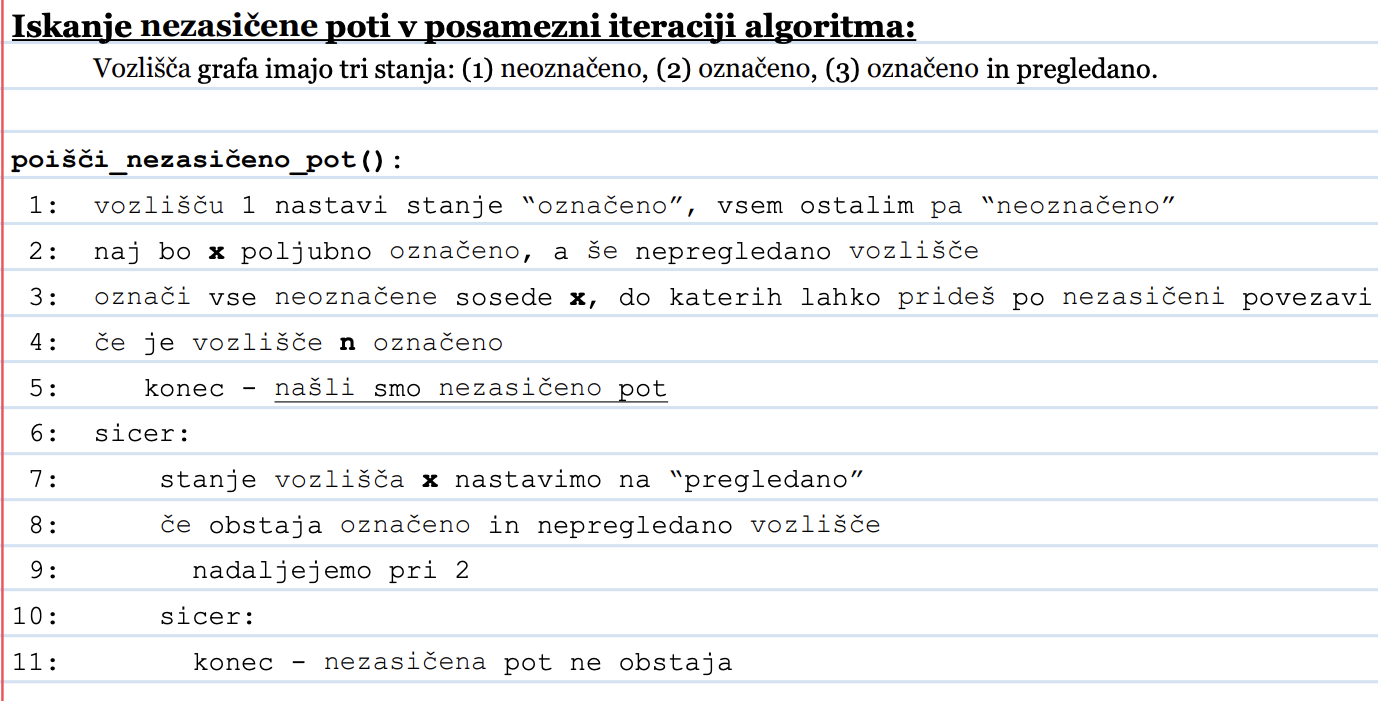 Iskanje nezasičene poti v posamezni iteraciji algoritma:
Vozlišča grafa imajo tri stanja: (1) neoznačeno, (2) označeno, (3) označeno in pregledano.
poišči_nezasičeno_pot():
1: vozlišču 1 nastavi stanje “označeno”, vsem ostalim pa “neoznačeno”
2: naj bo x poljubno označeno, a še nepregledano vozlišče
3: označi vse neoznačene sosede x, do katerih lahko prideš po nezasičeni povezavi
4: če je vozlišče n označeno
5: konec - našli smo nezasičeno pot
6: sicer:
7: stanje vozlišča x nastavimo na “pregledano”
8: če obstaja označeno in nepregledano vozlišče
9: nadaljejemo pri 2
10: sicer:
11: konec - nezasičena pot ne obstaja